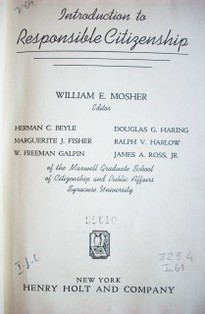 Introduction to
Responsible Citizenship
WILLIAM E. MOSHER
Editor
HERMAN C. BEYLE DOUGLAS G. HARING
MARGUERITE J. FISHER RALPH V. HARLOW
W. FREEMAN GALPIN JAMES A. ROSS, JR.
of the Maxwell Graduate School
of Citizenship and Public Affairs
Syracuse University
NEW YORK
HENRY HOLT AND COMPANY